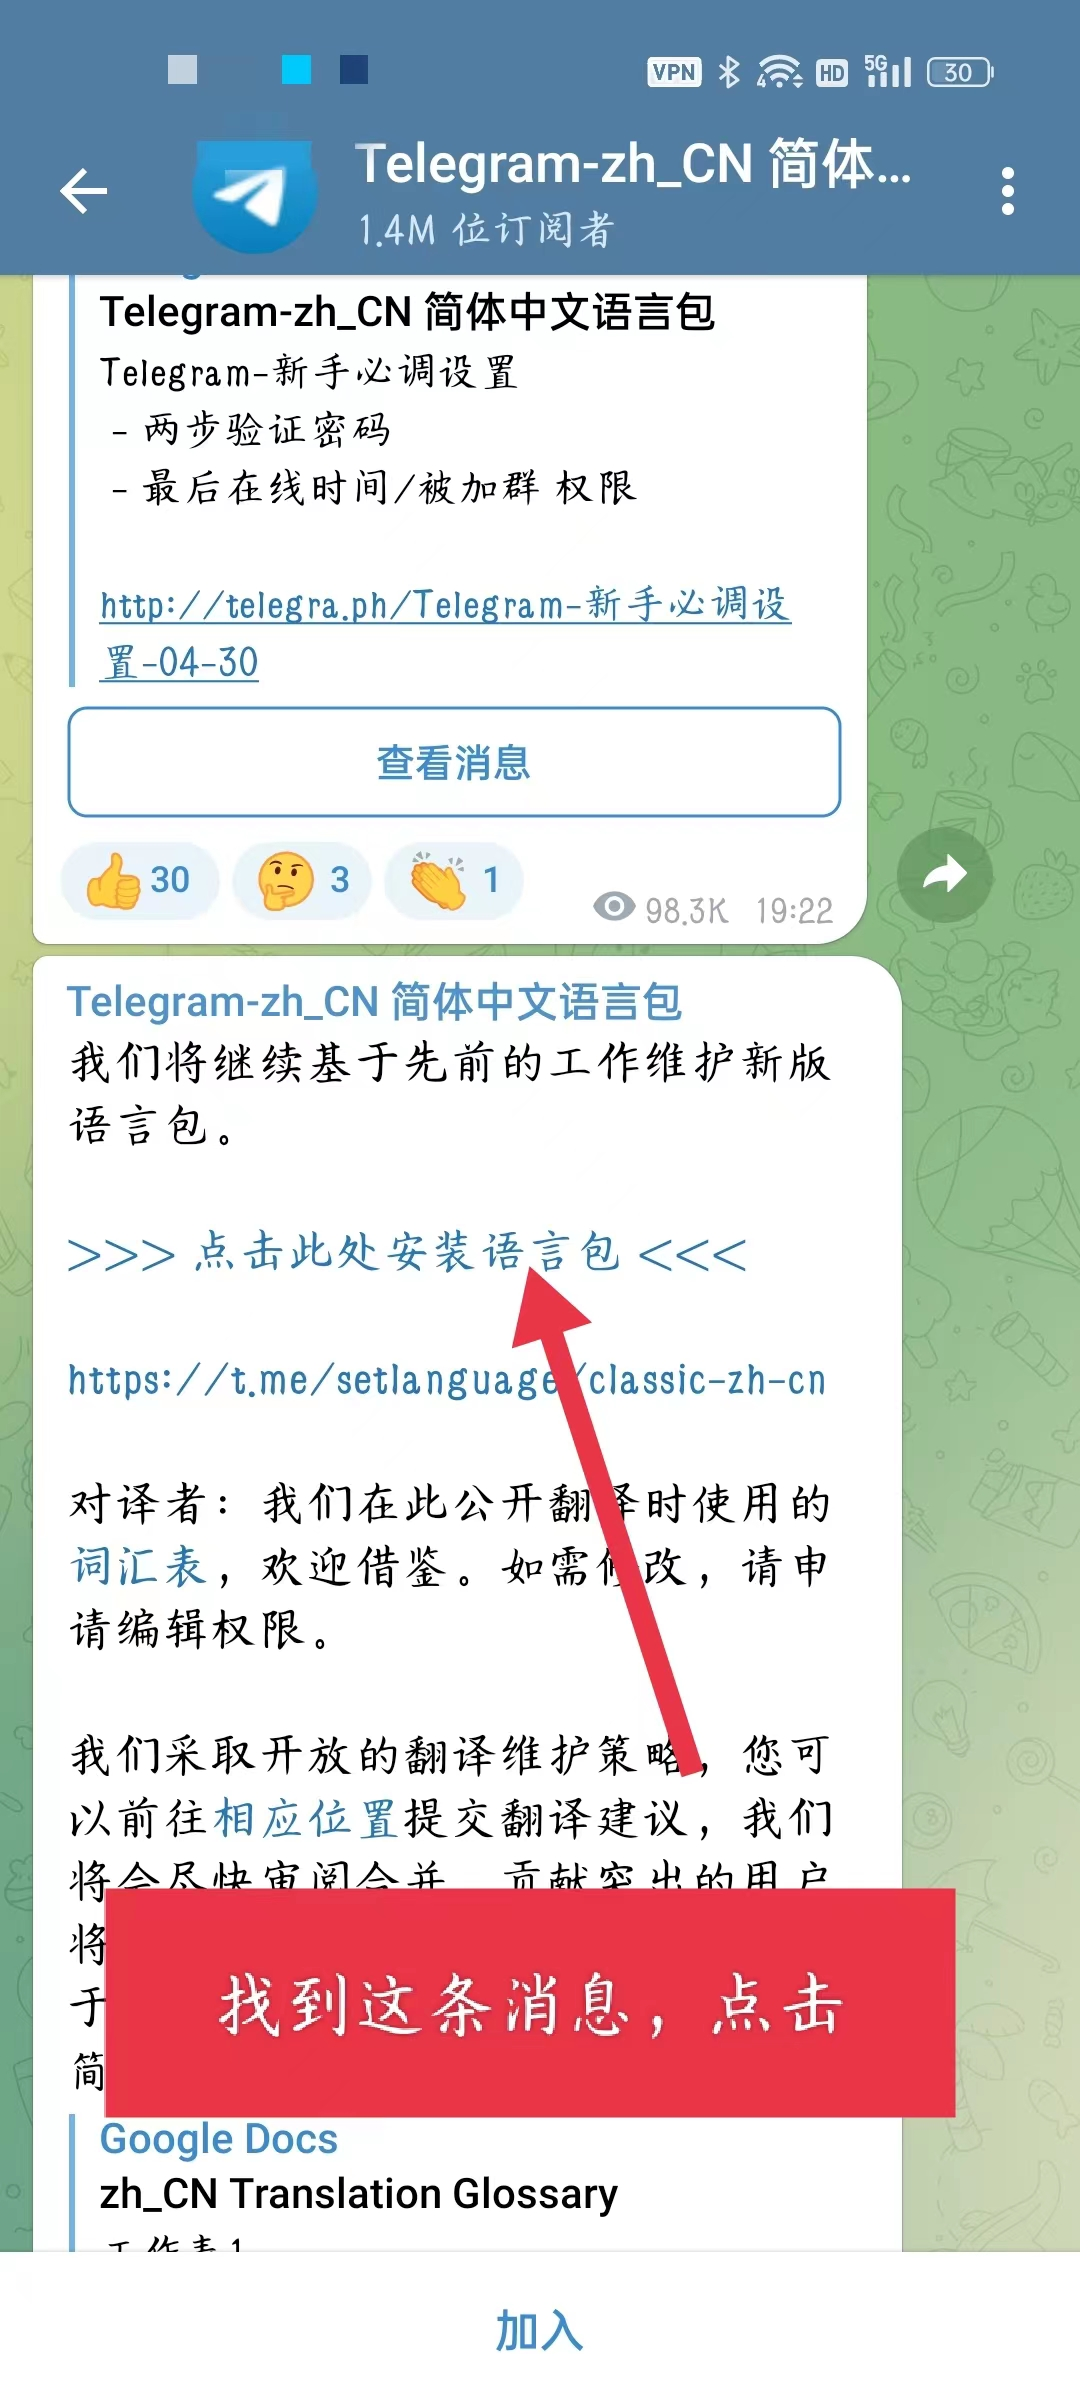 VPN 4 HD 5G 30
Telegram-zh_CN 简体...
1.4M 位订阅者
Telegram-zh_CN 简体中文语言包
Telegram-新手必调设置
- 两步验证密码
- 最后在线时间/被加群 权限
http://telegra.ph/Telegram-新手必调设
置-04-30
查看消息
30 3 1 98.3K 19:22
Telegram-zh_CN 简体中文语言包
我们将继续基于先前的工作维护新版
语言包。
>>> 点击此处安装语言包 <<<
https://t.me/setlanguage/classic-zh-cn
对译者：我们在此公开翻译时使用的
词汇表，欢迎借鉴。如需修改，请申
请编辑权限。
我们采取开放的翻译维护策略，您可
以前往相应位置提交翻译建议，我们
将会尽快审阅合并。贡献突出的用户
将
于
简
找到这条消息，点击
Google Docs
zh_CN Translation Glossary
工作表1
加入